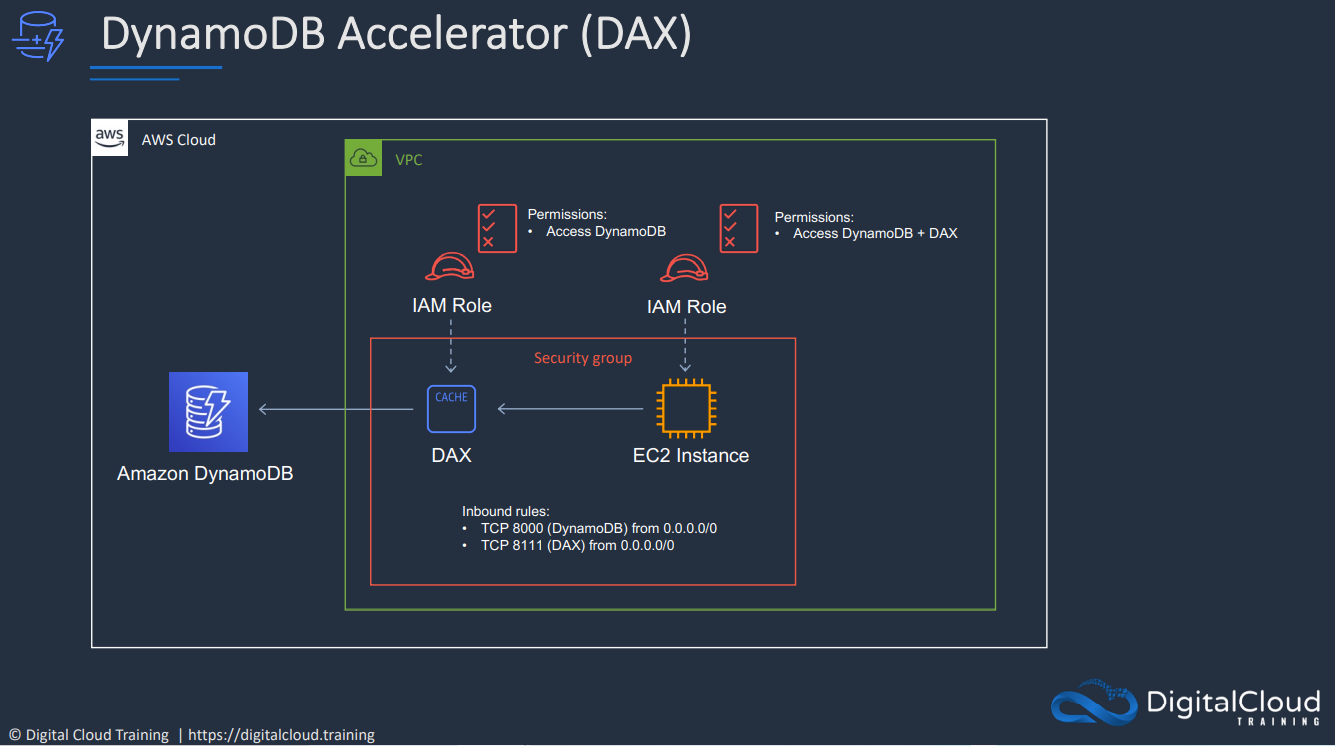 DynamoDB Accelerator (DAX)
aws
AWS Cloud
VPC
Permissions:
• Access DynamoDB
Permissions:
• Access DynamoDB + DAX
IAM Role
IAM Role
Security group
CACHE
DAX
EC2 Instance
Amazon DynamoDB
Inbound rules:
• TCP 8000 (DynamoDB) from 0.0.0.0/0
• TCP 8111 (DAX) from 0.0.0.0/0
DigitalCloud
TRAINING
© Digital Cloud Training | https://digitalcloud.training